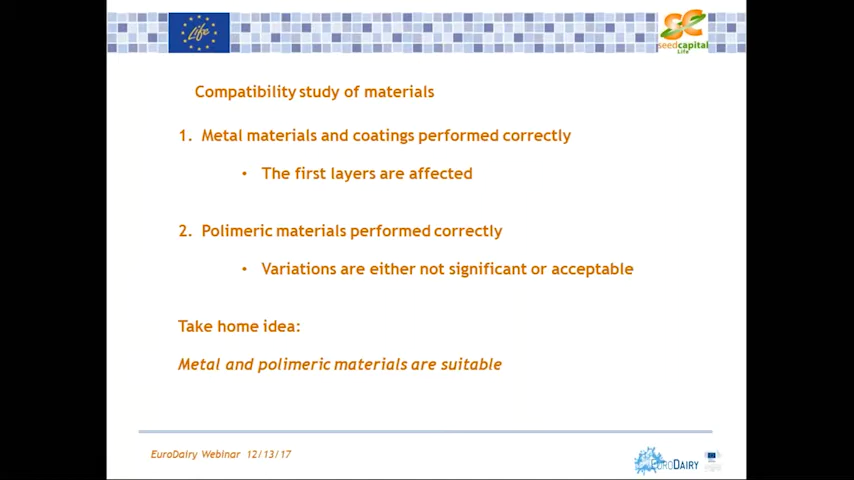 Life
seedcapital
Life
Compatibility study of materials
1. Metal materials and coatings performed correctly
• The first layers are affected
2. Polimeric materials performed correctly
• Variations are either not significant or acceptable
Take home idea:
Metal and polimeric materials are suitable
EuroDairy Webinar 12/13/17
EURODAIRY